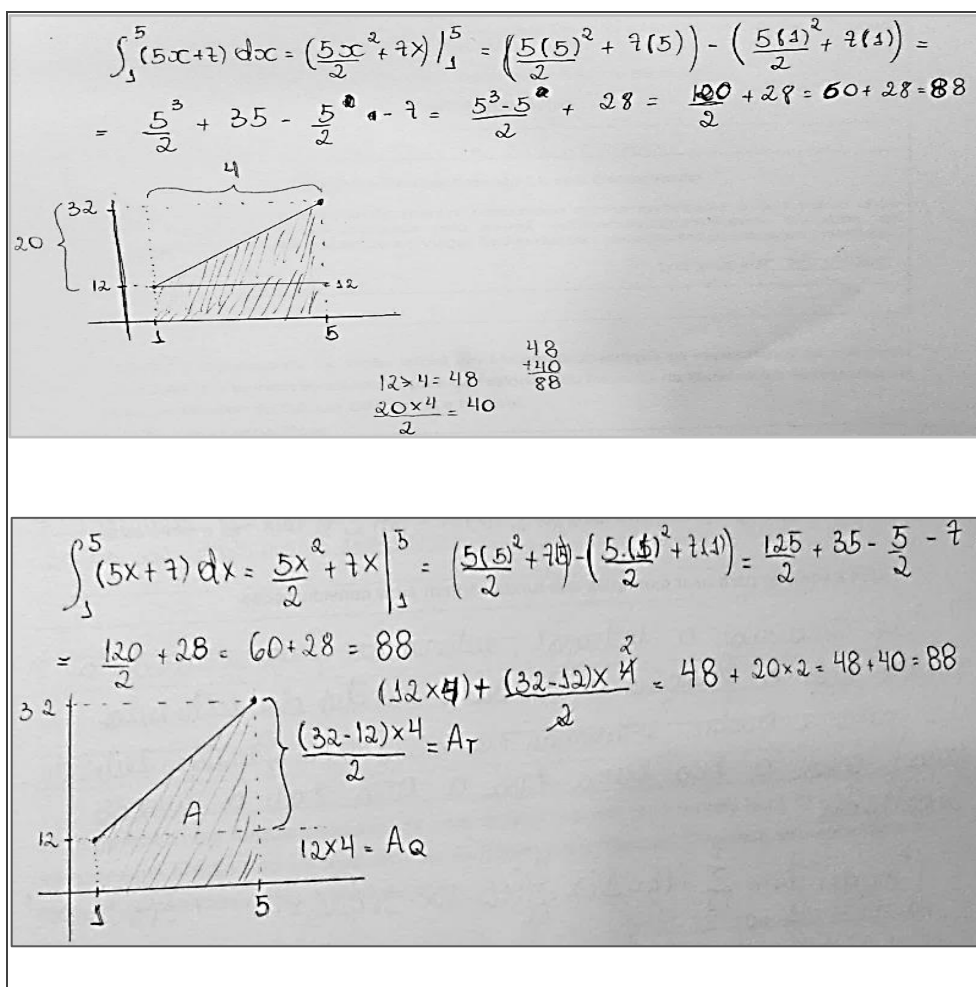 ∫₁⁵ (5x+7) dx = (5x²/2 + 7x)|₁⁵ = (5(5)²/2 + 7(5)) - (5(1)²/2 + 7(1)) =
= 5³/2 + 35 - 5/2 - 7 = (5³-5)/2 + 28 = 120/2 + 28 = 60 + 28 = 88
4
32
20
12
12
1
5
12×4 = 48
(20×4)/2 = 40
48
+40
88
∫₁⁵ (5x+7) dx = 5x²/2 + 7x|₁⁵ = (5(5)²/2 + 7(5)) - (5.(1)²/2 + 7(1)) = 125/2 + 35 - 5/2 - 7
= 120/2 + 28 = 60 + 28 = 88
(12×4) + (32-12)×4/2 = 48 + 20×2 = 48 + 40 = 88
2
32
(32-12)×4/2 = A_T
A
12
12×4 = A_Q
1
5